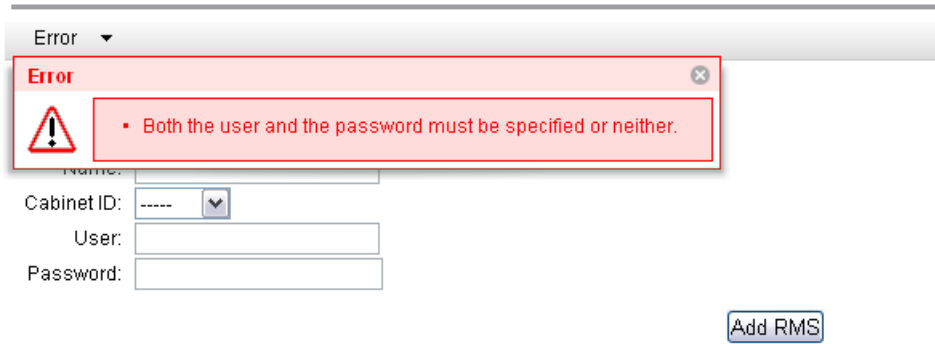 Error
Error
Both the user and the password must be specified or neither.
Name:
Cabinet ID: -----
User:
Password:
Add RMS